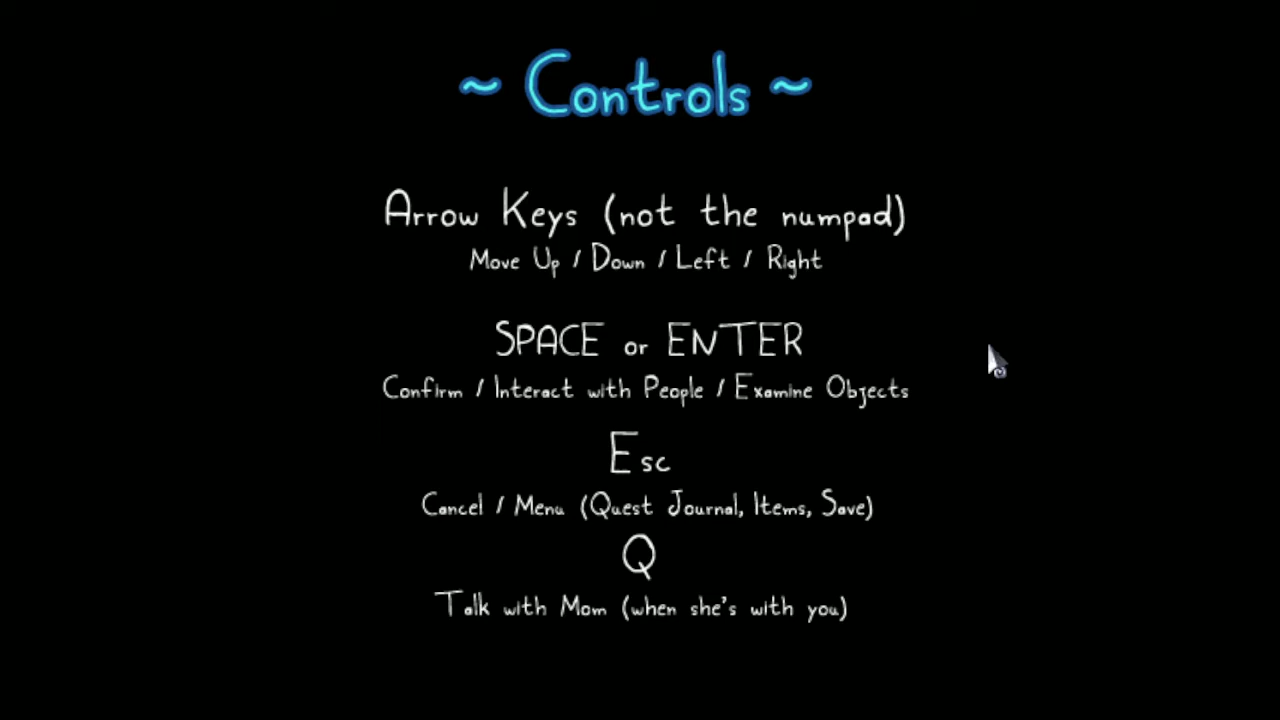 ~ Controls ~
Arrow Keys (not the numpad)
Move Up / Down / Left / Right
SPACE or ENTER
Confirm / Interact with People / Examine Objects
Esc
Cancel / Menu (Quest Journal, Items, Save)
Q
Talk with Mom (when she's with you)